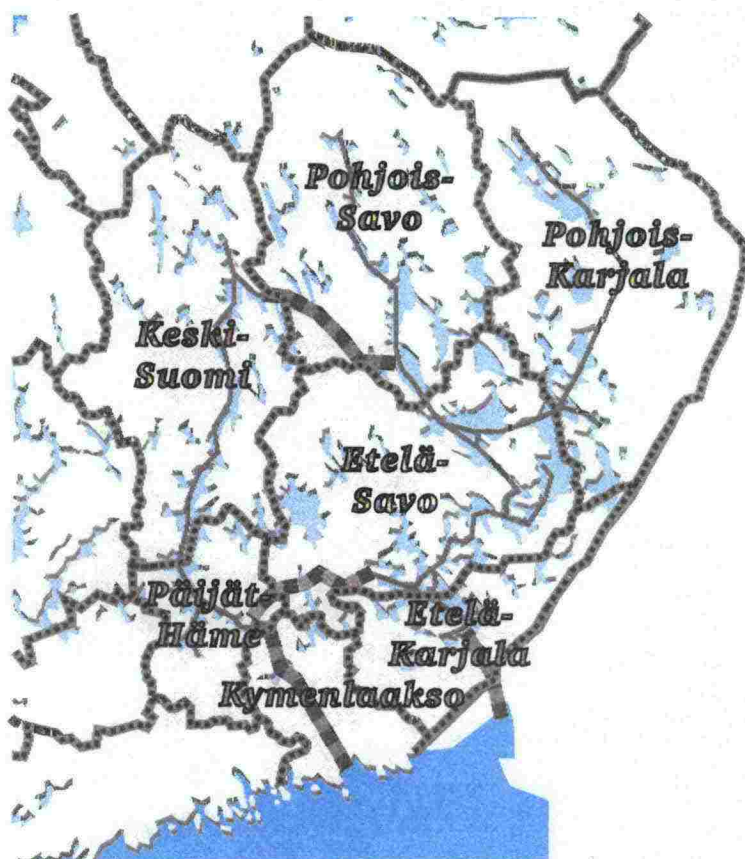 Pohjois-
Savo
Pohjois-
Karjala
Keski-
Suomi
Etelä-
Savo
Päijät-
Häme
Etelä-
Karjala
Kymenlaakso